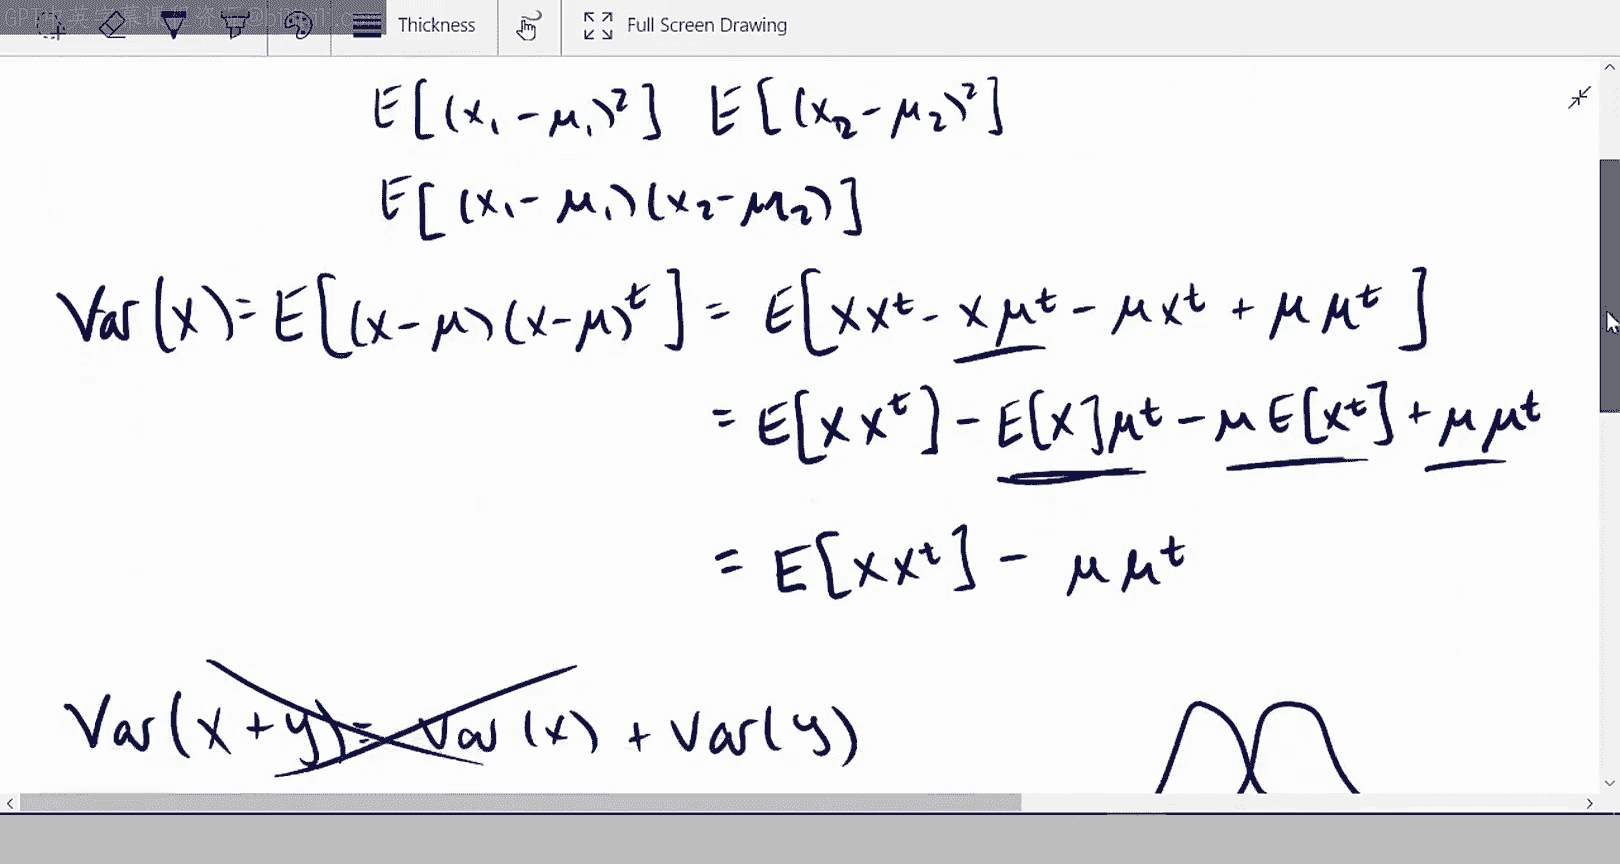 Thickness Full Screen Drawing
E[(x₁-μ₁)²] E[(x₂-μ₂)²]
E[(x₁-μ₁)(x₂-μ₂)]
Var(x)= E[(x-μ)(x-μ)ᵗ] = E[xxᵗ - xμᵗ - μxᵗ + μμᵗ]
= E[xxᵗ] - E[x]μᵗ - μE[xᵗ] + μμᵗ
= E[xxᵗ] - μμᵗ
Var(x+y)= Var(x) + Var(y)